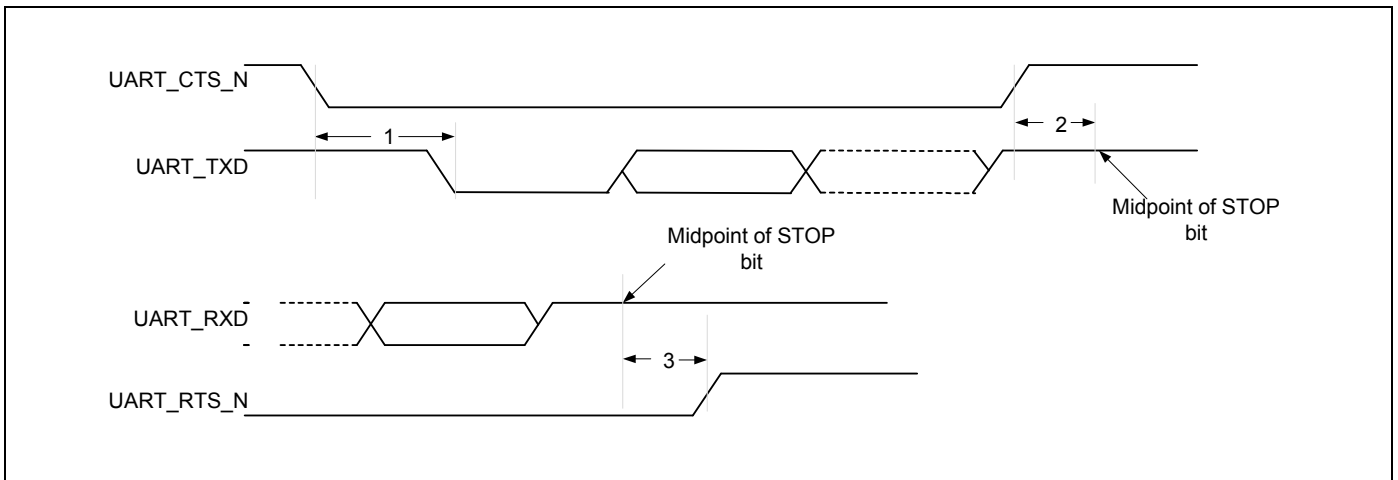 UART_CTS_N
1
2
UART_TXD
Midpoint of STOP
bit
Midpoint of STOP
bit
UART_RXD
3
UART_RTS_N